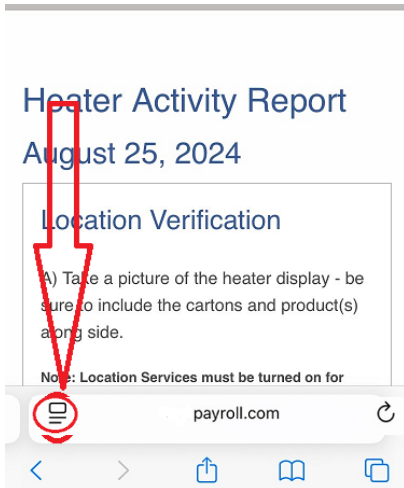 Heater Activity Report
August 25, 2024
Location Verification
A) Take a picture of the heater display - be
sure to include the cartons and product(s)
along side.
Note: Location Services must be turned on for
payroll.com